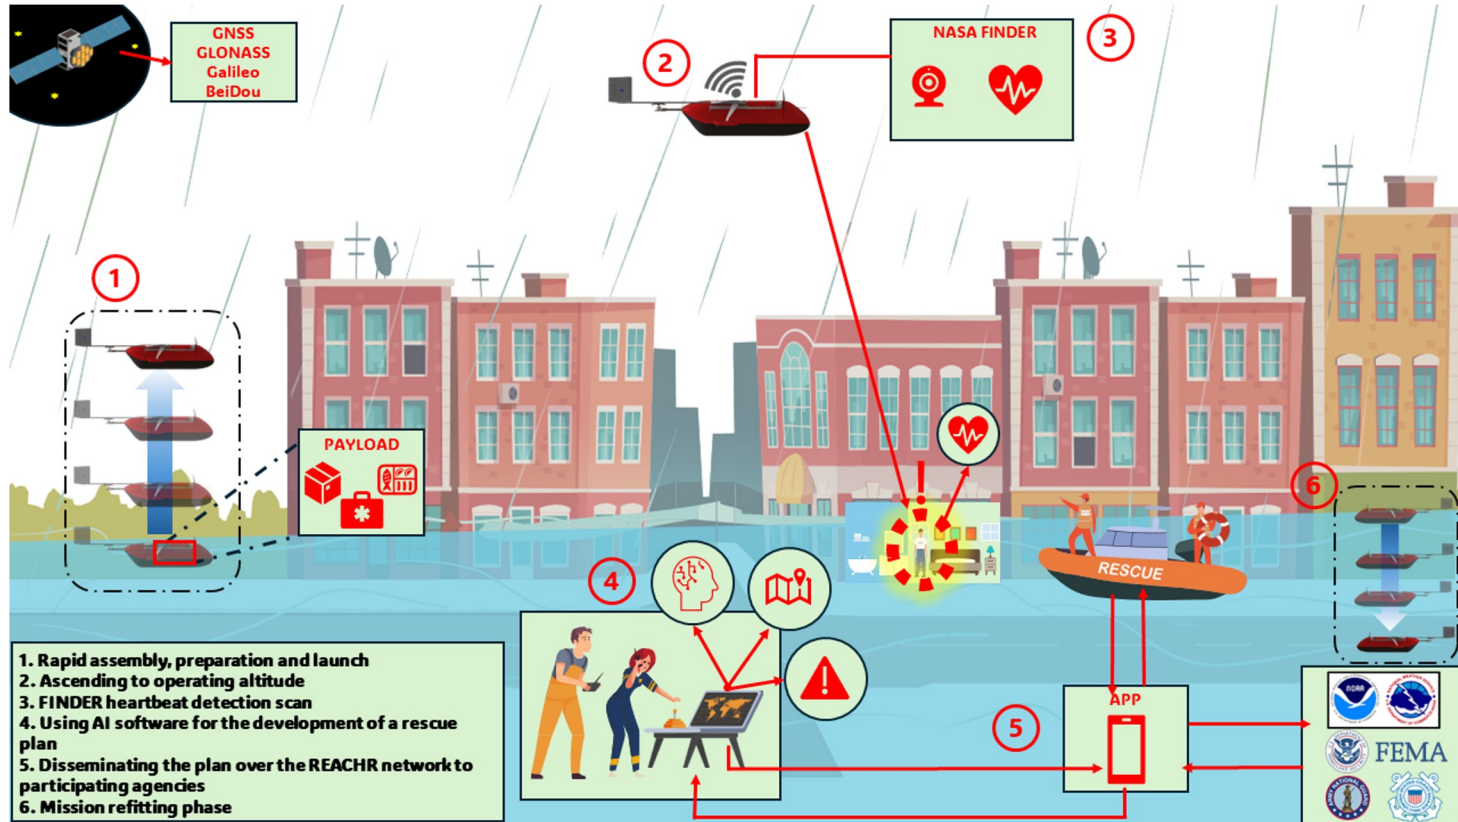 GNSS
GLONASS
Galileo
BeiDou
2
NASA FINDER
3
1
PAYLOAD
6
RESCUE
4
1. Rapid assembly, preparation and launch
2. Ascending to operating altitude
3. FINDER heartbeat detection scan
4. Using AI software for the development of a rescue
plan
5. Disseminating the plan over the REACHR network to
participating agencies
6. Mission refitting phase
5
APP
NOAA
FEMA